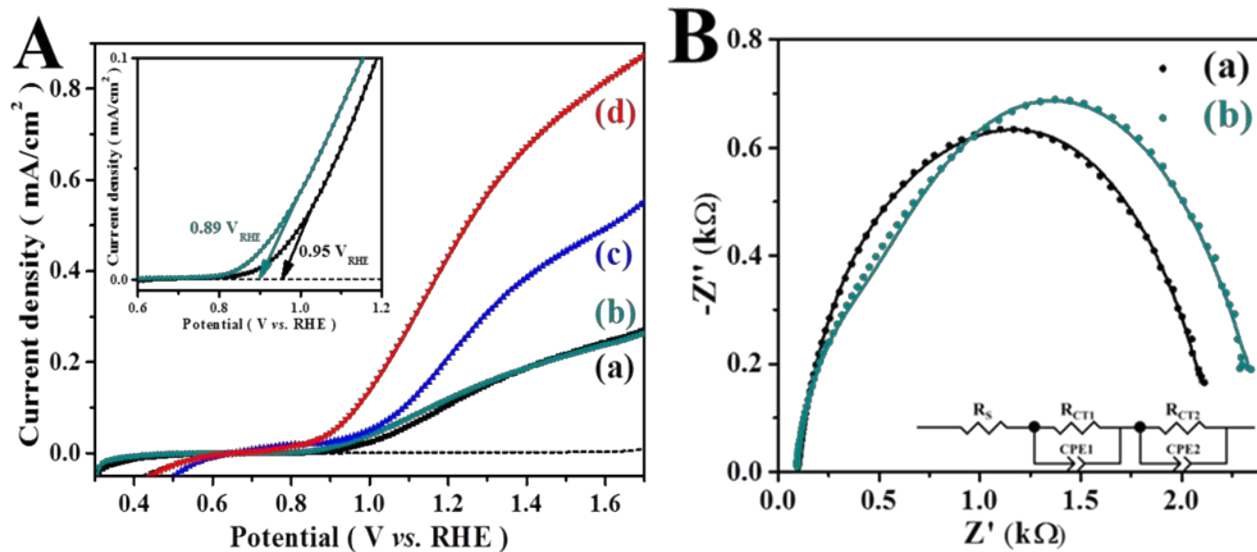 A
Current density ( mA/cm²)
0.8
0.6
0.4
0.2
0.0
0.4
0.6
0.8
1.0
1.2
1.4
1.6
Potential ( V vs. RHE )
(d)
(c)
(b)
(a)
Current density ( mA/cm²)
0.1
0.0
0.6
0.8
1.0
1.2
Potential ( V vs. RHE )
0.89 V RHE
0.95 V RHE
B
-Z'' (kΩ)
0.8
0.6
0.4
0.2
0.0
0.0
0.5
1.0
1.5
2.0
Z' (kΩ)
(a)
(b)
RS
RCT1
RCT2
CPE1
CPE2